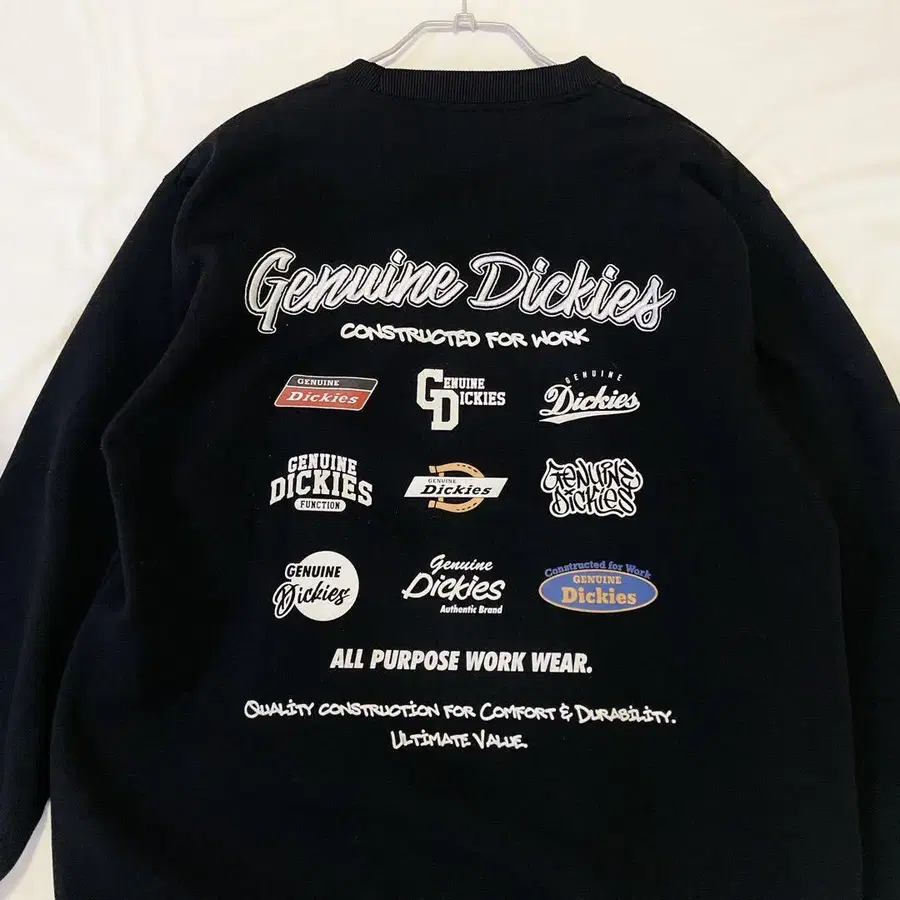 Genuine Dickies
CONSTRUCTED FOR WORK
GENUINE
Dickies
GENUINE
DICKIES
GENUINE
Dickies
GENUINE
DICKIES
FUNCTION
GENUINE
Dickies
GENUINE
DICKIES
GENUINE
Dickies
Genuine
Dickies
Authentic Brand
Constructed for Work
GENUINE
Dickies
ALL PURPOSE WORK WEAR.
QUALITY CONSTRUCTION FOR COMFORT & DURABILITY.
ULTIMATE VALUE.